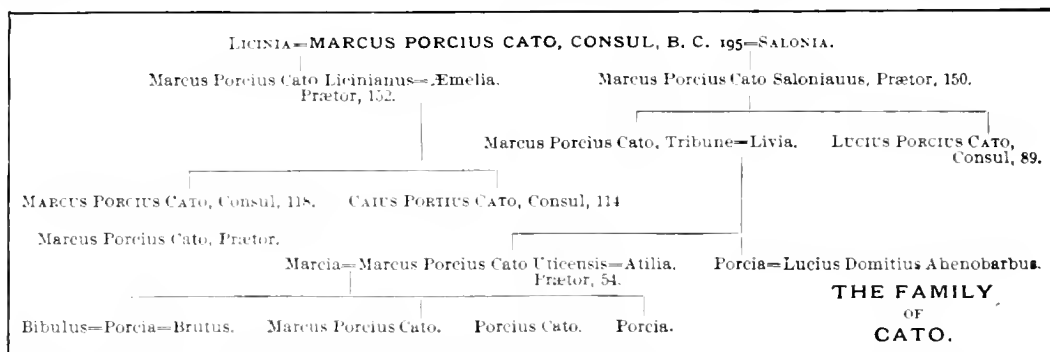 LICINIA=MARCUS PORCIUS CATO, CONSUL, B. C. 195=SALONIA.
Marcus Porcius Cato Licinianus=Æmelia. Marcus Porcius Cato Salonianus, Prætor, 150.
Prætor, 152.
Marcus Porcius Cato, Tribune=Livia. LUCIUS PORCIUS CATO,
Consul, 89.
MARCUS PORCIUS CATO, Consul, 118. CAIUS PORTIUS CATO, Consul, 114
Marcus Porcius Cato, Prætor.
Marcia=Marcus Porcius Cato Uticensis=Atilia. Porcia=Lucius Domitius Ahenobarbus.
Prætor, 54.
THE FAMILY
OF
CATO.
Bibulus=Porcia=Brutus. Marcus Porcius Cato. Porcius Cato. Porcia.